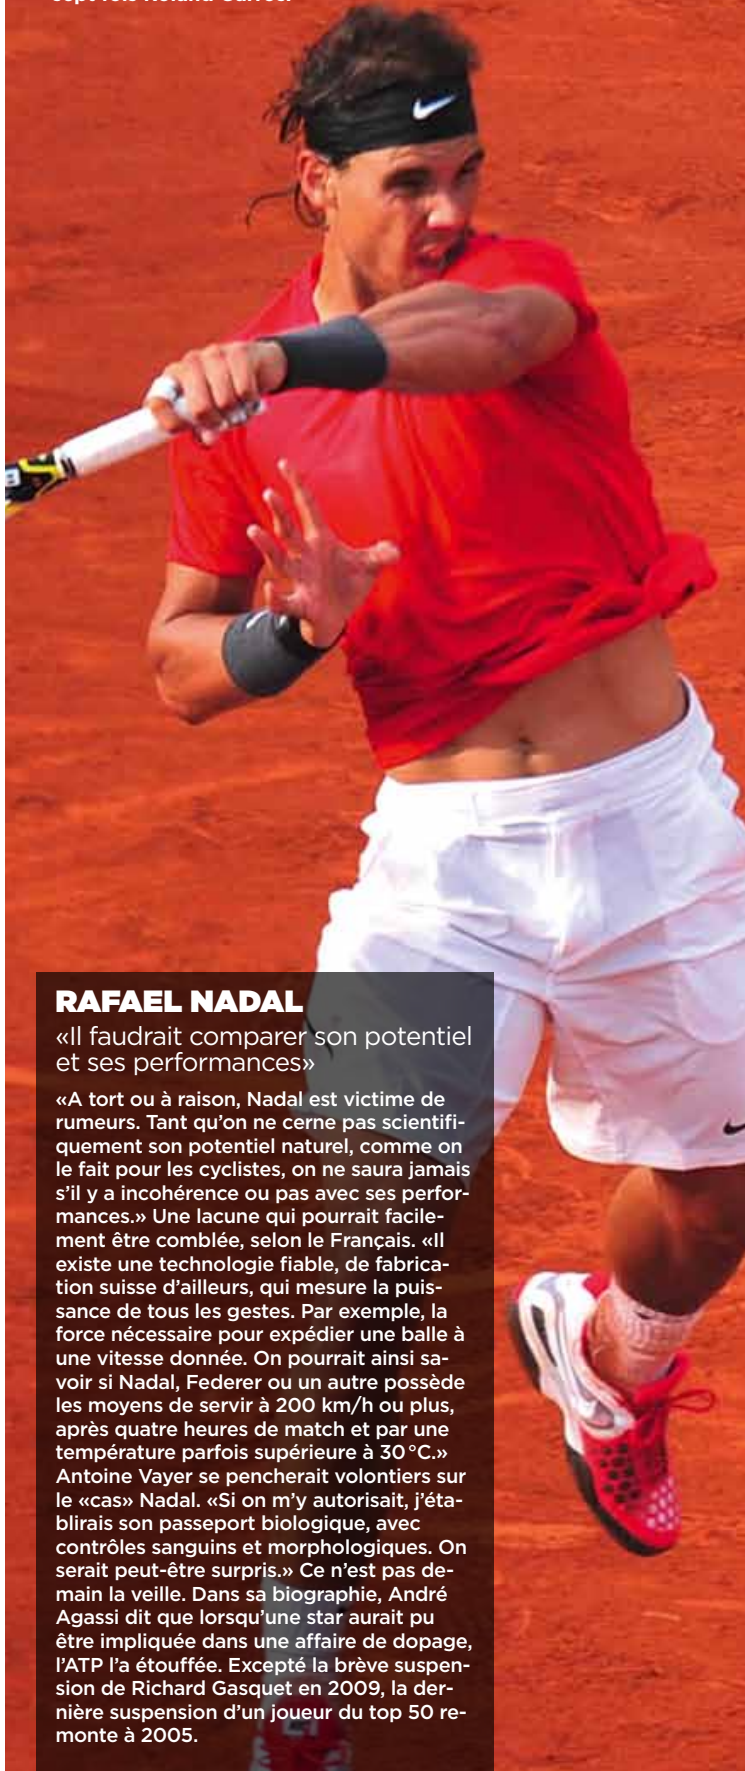 sept fois Roland-Garros.
RAFAEL NADAL
«Il faudrait comparer son potentiel
et ses performances»
«A tort ou à raison, Nadal est victime de
rumeurs. Tant qu’on ne cerne pas scientifi-
quement son potentiel naturel, comme on
le fait pour les cyclistes, on ne saura jamais
s’il y a incohérence ou pas avec ses perfor-
mances.» Une lacune qui pourrait facile-
ment être comblée, selon le Français. «Il
existe une technologie fiable, de fabrica-
tion suisse d’ailleurs, qui mesure la puis-
sance de tous les gestes. Par exemple, la
force nécessaire pour expédier une balle à
une vitesse donnée. On pourrait ainsi sa-
voir si Nadal, Federer ou un autre possède
les moyens de servir à 200 km/h ou plus,
après quatre heures de match et par une
température parfois supérieure à 30 °C.»
Antoine Vayer se pencherait volontiers sur
le «cas» Nadal. «Si on m’y autorisait, j’éta-
blirais son passeport biologique, avec
contrôles sanguins et morphologiques. On
serait peut-être surpris.» Ce n’est pas de-
main la veille. Dans sa biographie, André
Agassi dit que lorsqu’une star aurait pu
être impliquée dans une affaire de dopage,
l’ATP l’a étouffée. Excepté la brève suspen-
sion de Richard Gasquet en 2009, la der-
nière suspension d’un joueur du top 50 re-
monte à 2005.